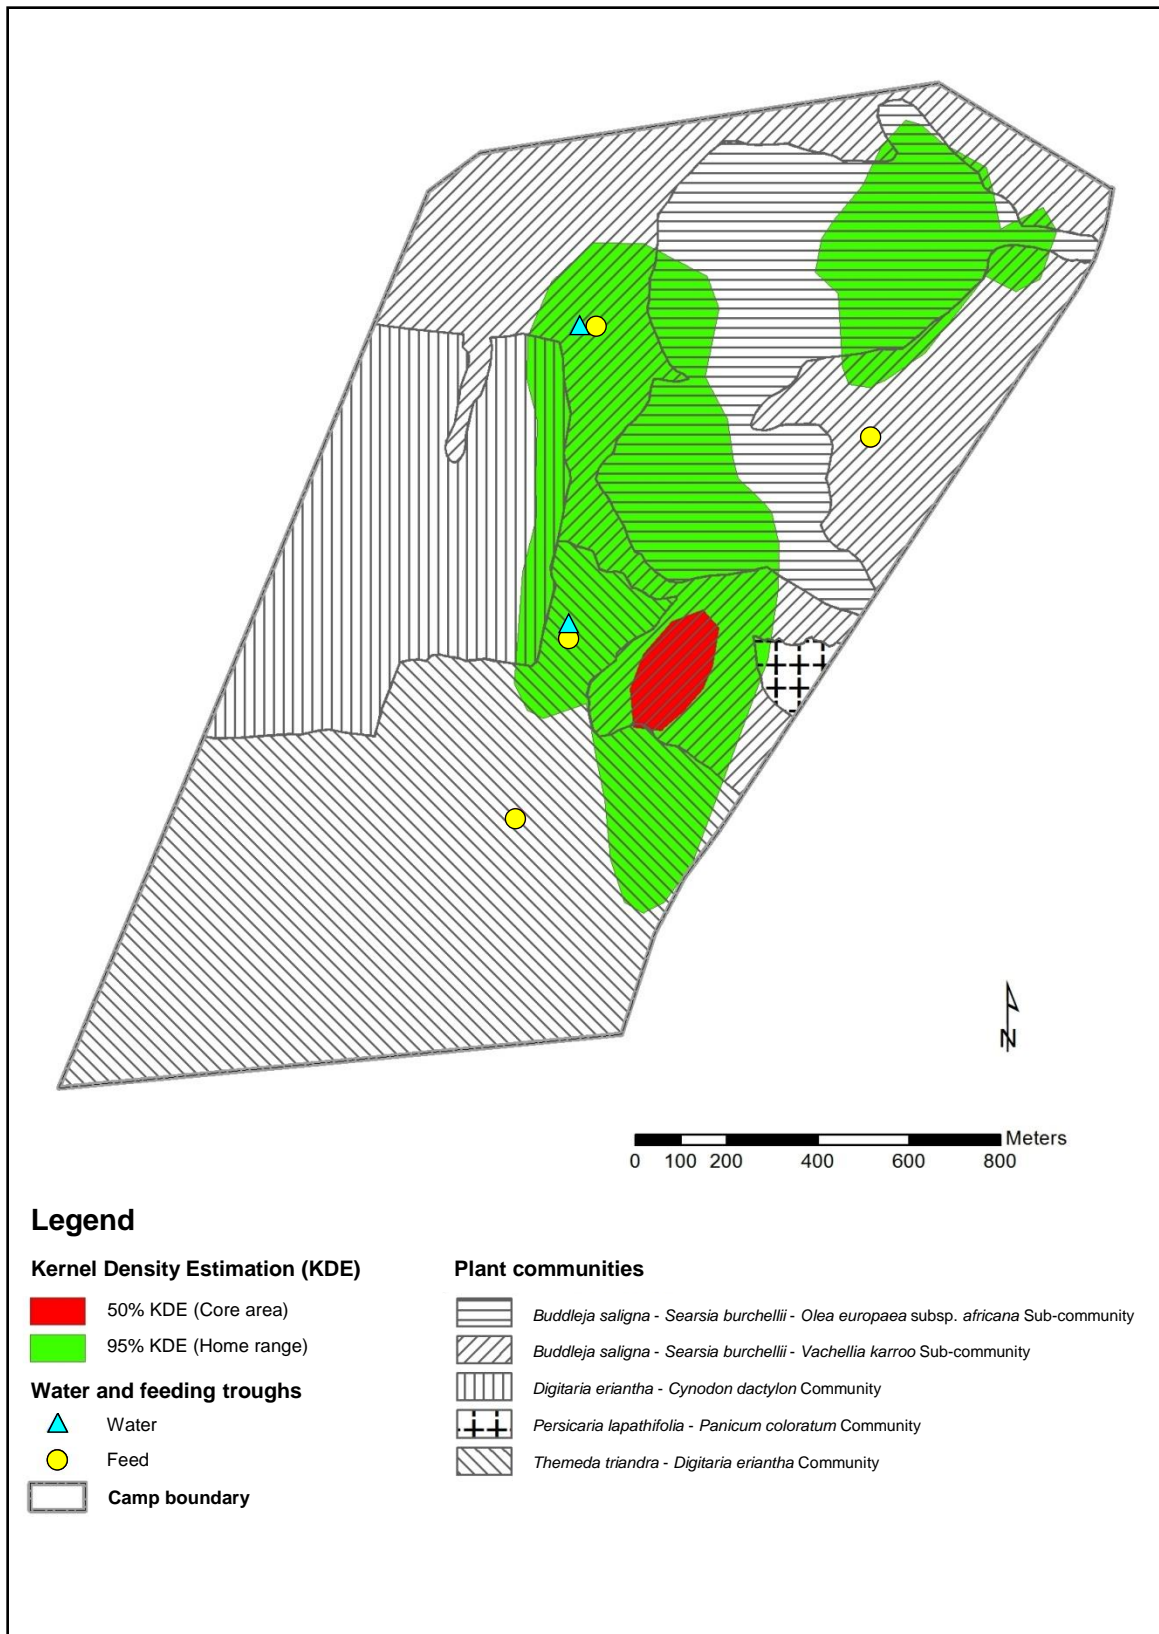 N
Meters
0 100 200 400 600 800
Legend
Kernel Density Estimation (KDE)
50% KDE (Core area)
95% KDE (Home range)
Water and feeding troughs
Water
Feed
Camp boundary
Plant communities
Buddleja saligna - Searsia burchellii - Olea europaea subsp. africana Sub-community
Buddleja saligna - Searsia burchellii - Vachellia karroo Sub-community
Digitaria eriantha - Cynodon dactylon Community
Persicaria lapathifolia - Panicum coloratum Community
Themeda triandra - Digitaria eriantha Community